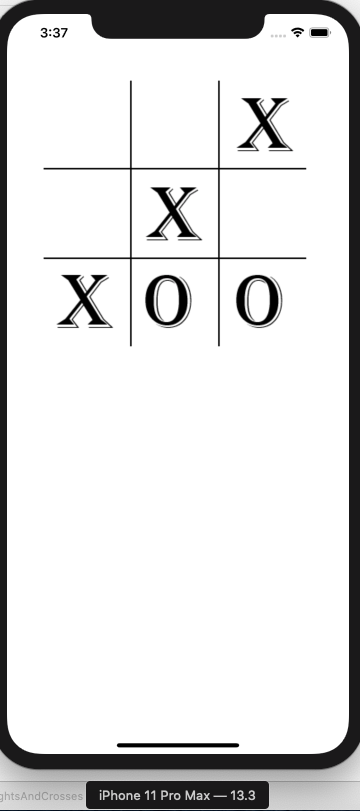 3:37
X
X
X O O
ghtsAndCrosses
iPhone 11 Pro Max — 13.3